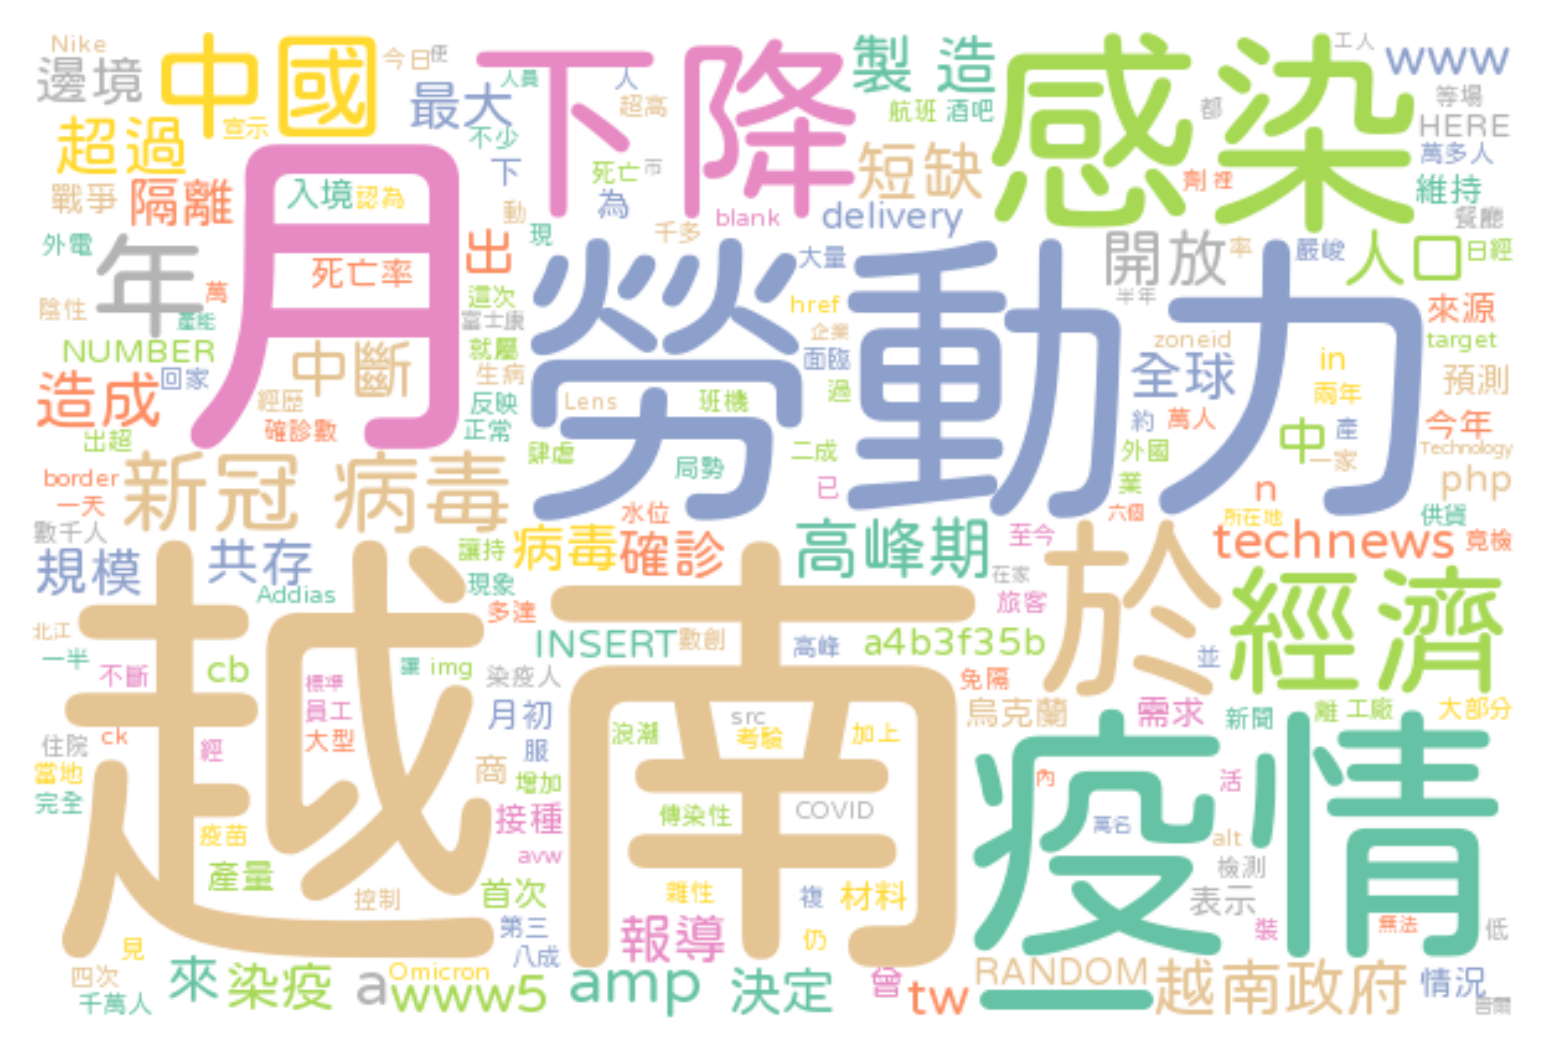 Nike
邊境
中國
今日
使
最大
人員
下降
人
超高
製造
航班
酒吧
感染
工人
都
www
等場
HERE
萬多人
超過
宣示
不少
下
死亡
為
短缺
劑
裡
維持
餐廳
戰爭
隔離
入境
認為
動
現
千多
blank
delivery
外電
年
月
死亡率
出
大量
開放
率
嚴峻
人口
日經
陰性
萬
產能
這次
富士康
勞動力
href
企業
半年
來源
NUMBER
回家
中斷
就屬
生病
面臨
過
zoneid
全球
in
兩年
target
預測
造成
出超
經歷
確診數
反映
正常
Lens
班機
約
萬人
中
產
一家
今年
Technology
border
一天
新冠
病毒
肆虐
局勢
二成
已
外國
業
n
php
數千人
規模
共存
Addias
讓持
現象
病毒
水位
確診
高峰期
至今
在家
六個
所在地
供貨
technews
竟檢
北江
一半
不斷
cb
越南
讓
img
多達
染疫人
INSERT
數創
高峰
a4b3f35b
旅客
免隔
於
並
經濟
標準
員工
大型
月初
服
浪潮
src
考驗
加上
烏克蘭
需求
新聞
離
工廠
大部分
住院
ck
經
當地
完全
疫苗
商
增加
接種
avw
傳染性
COVID
疫情
內
萬名
活
alt
檢測
產量
控制
首次
雜性
複
材料
表示
裝
無法
低
見
第三
八成
報導
仍
四次
千萬人
來
染疫
a
Omicron
www5
amp
決定
曾
tw
RANDOM
一
越南政府
情況